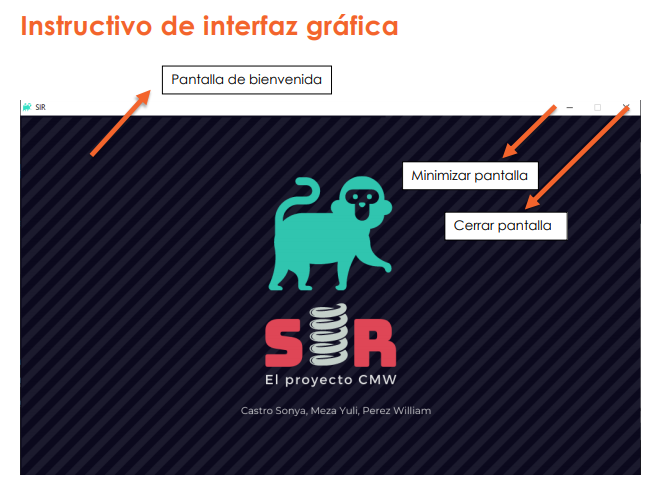 Instructivo de interfaz gráfica
Pantalla de bienvenida
SIR
Minimizar pantalla
Cerrar pantalla
SIR
El proyecto CMW
Castro Sonya, Meza Yuli, Perez William